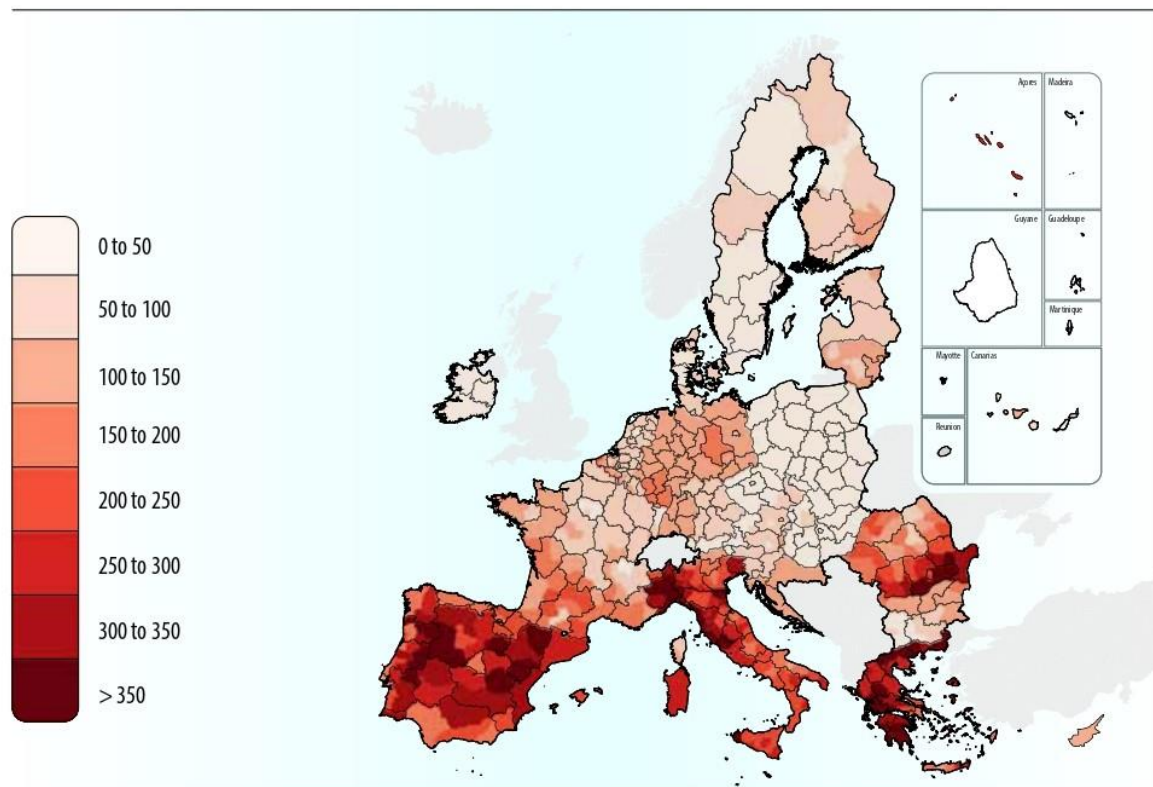 0 to 50
50 to 100
100 to 150
150 to 200
200 to 250
250 to 300
300 to 350
> 350
Açores
Madeira
Guyane
Guadeloupe
Martinique
Mayotte
Canarias
Reunion